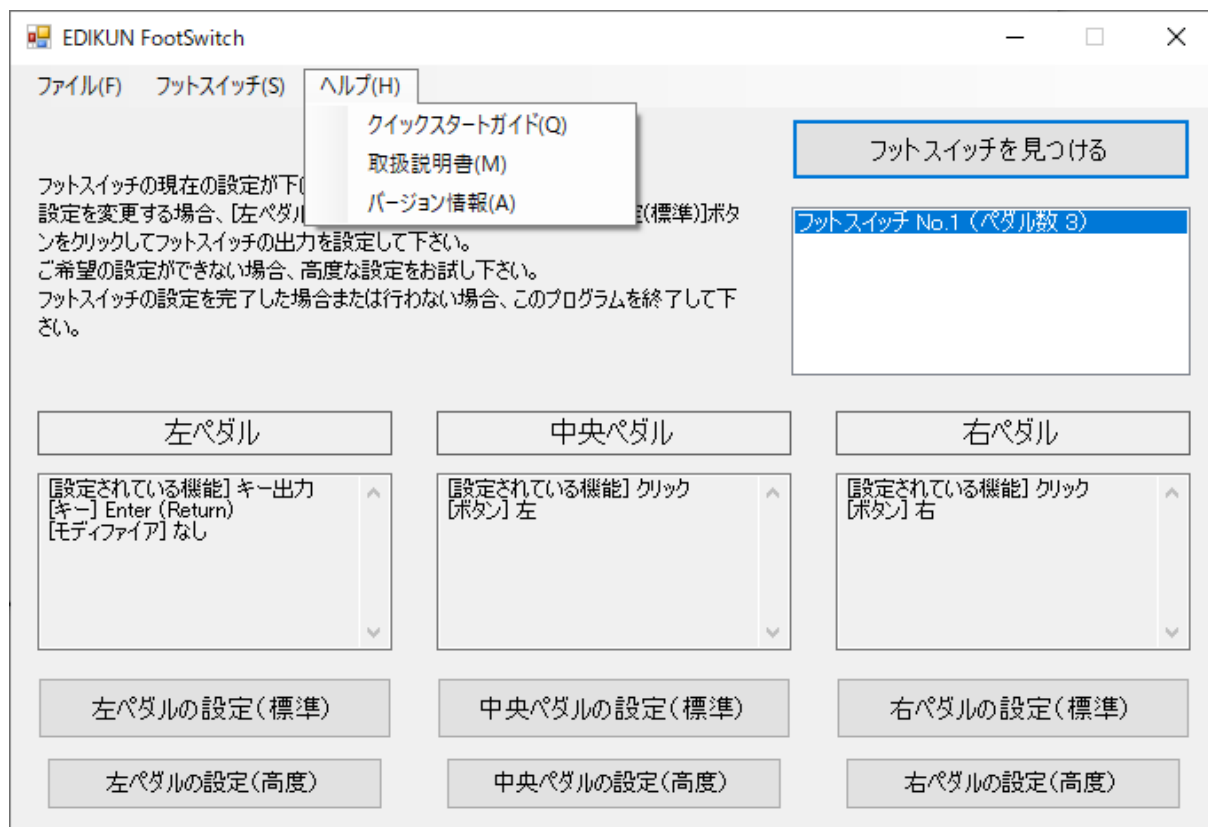 EDIKUN FootSwitch
ファイル(F) フットスイッチ(S) ヘルプ(H)
クイックスタートガイド(Q)
取扱説明書(M)
バージョン情報(A)
フットスイッチを見つける
フットスイッチ No.1 (ペダル数 3)
フットスイッチの現在の設定が下
設定を変更する場合、[左ペダル 定(標準)]ボタ
ンをクリックしてフットスイッチの出力を設定して下さい。
ご希望の設定ができない場合、高度な設定をお試し下さい。
フットスイッチの設定を完了した場合または行わない場合、このプログラムを終了して下
さい。
左ペダル
中央ペダル
右ペダル
[設定されている機能] キー出力
[キー] Enter (Return)
[モディファイア] なし
[設定されている機能] クリック
[ボタン] 左
[設定されている機能] クリック
[ボタン] 右
左ペダルの設定(標準)
中央ペダルの設定(標準)
右ペダルの設定(標準)
左ペダルの設定(高度)
中央ペダルの設定(高度)
右ペダルの設定(高度)